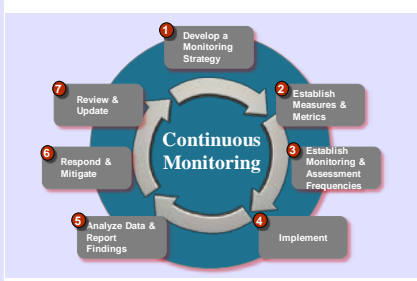 1
Develop a
Monitoring
Strategy
2
Establish
Measures &
Metrics
3
Establish
Monitoring &
Assessment
Frequencies
4
Implement
5
Analyze Data &
Report
Findings
6
Respond &
Mitigate
7
Review &
Update
Continuous
Monitoring